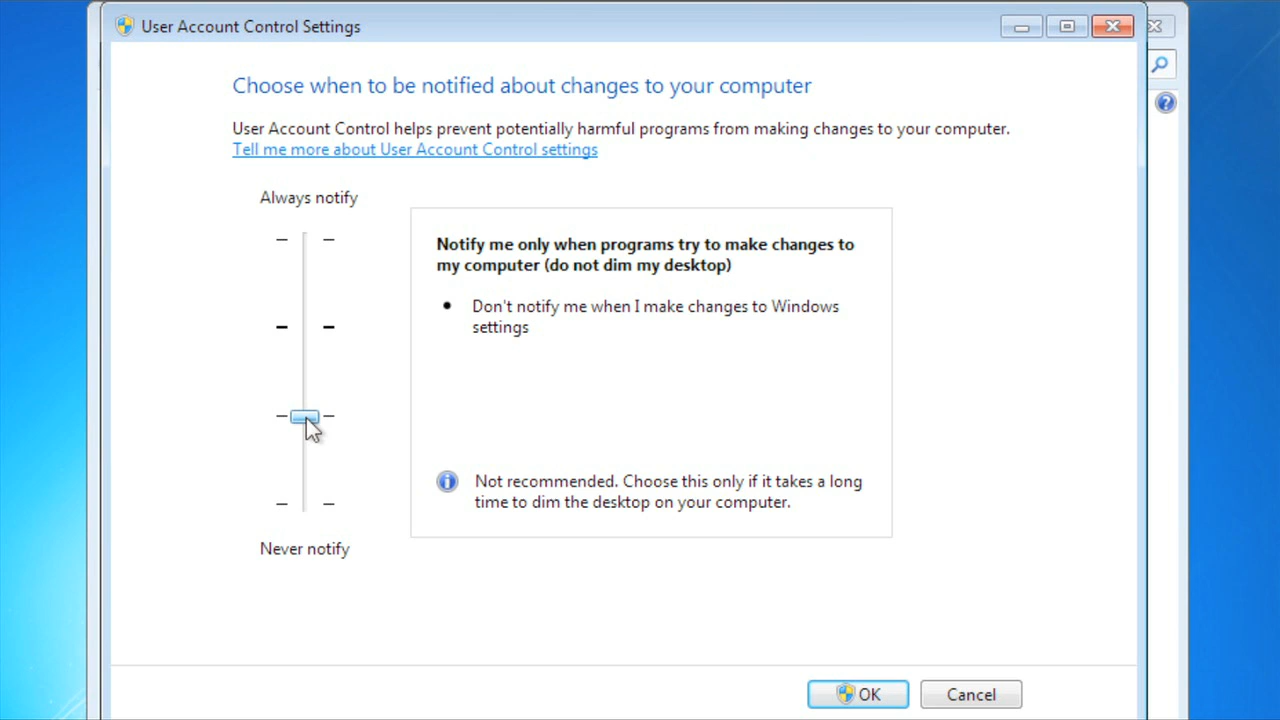 User Account Control Settings
Choose when to be notified about changes to your computer
User Account Control helps prevent potentially harmful programs from making changes to your computer.
Tell me more about User Account Control settings
Always notify
Notify me only when programs try to make changes to
my computer (do not dim my desktop)
• Don't notify me when I make changes to Windows
settings
Not recommended. Choose this only if it takes a long
time to dim the desktop on your computer.
Never notify
OK
Cancel